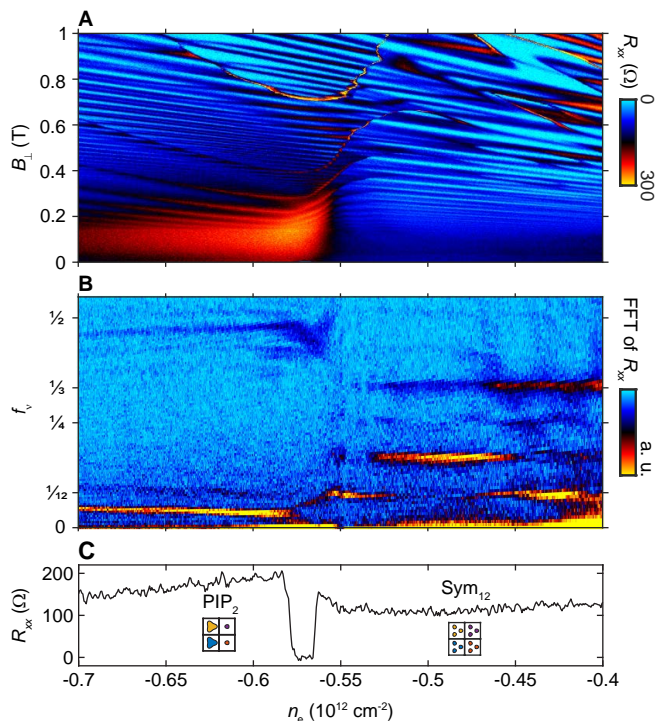 A
1
0.8
0.6
0.4
0.2
0
B⊥ (T)
Rxx (Ω)
0
300
B
½
⅓
¼
1⁄12
0
fν
FFT of Rxx
a.u.
C
200
100
0
Rxx (Ω)
PIP2
Sym12
-0.7
-0.65
-0.6
-0.55
-0.5
-0.45
-0.4
ne (10¹² cm-2)